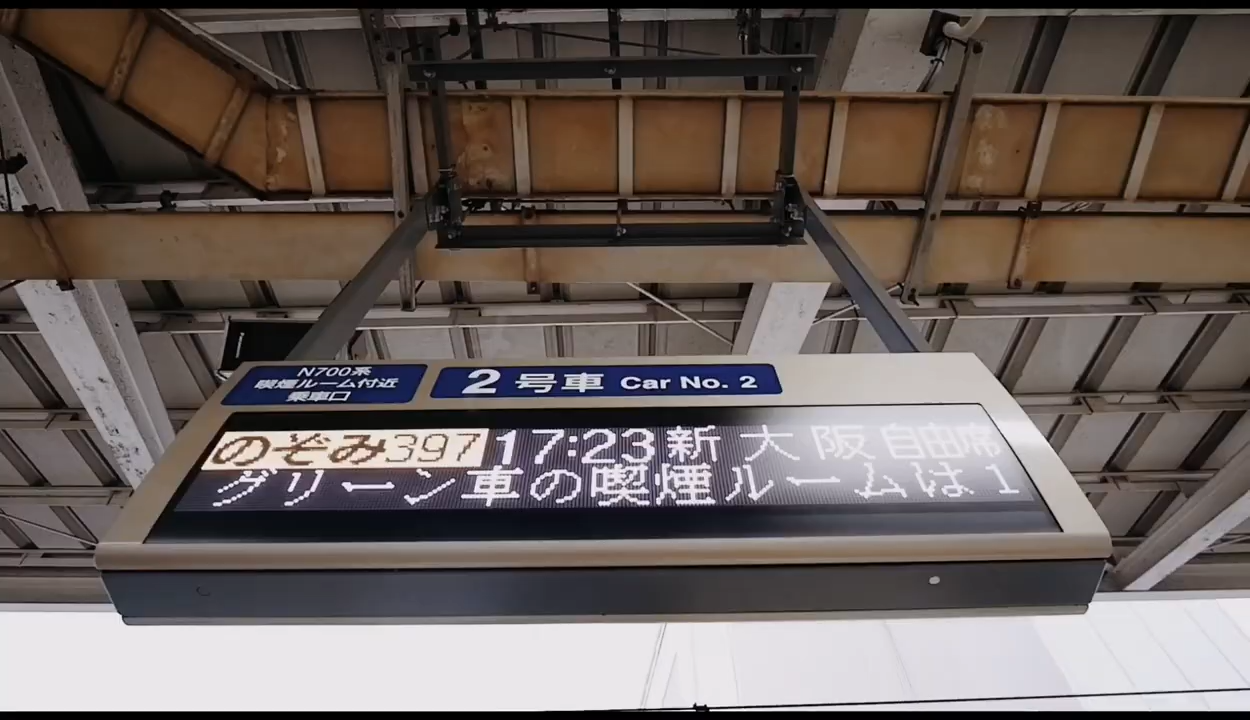 N700系
喫煙ルーム付近
乗車口
2号車 Car No. 2
のぞみ397 17:23 新大阪 自由席
グリーン車の喫煙ルームは1